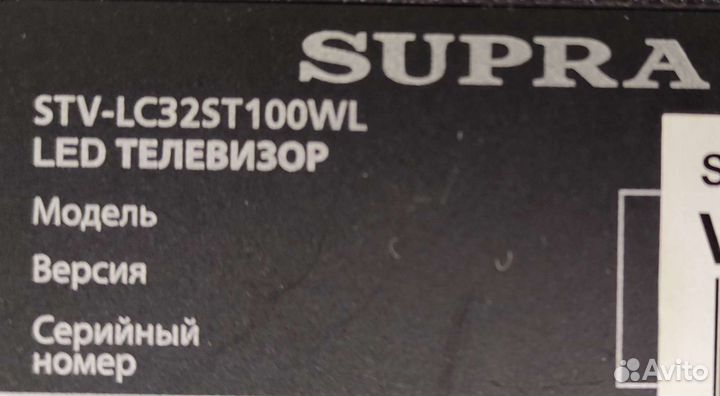 SUPRA
STV-LC32ST100WL
LED ТЕЛЕВИЗОР
Модель
Версия
Серийный
номер
Avito